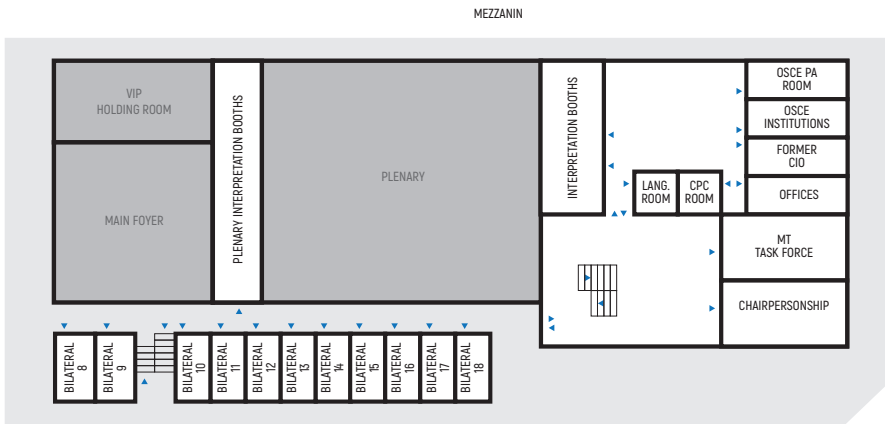 MEZZANIN
VIP
HOLDING ROOM
MAIN FOYER
PLENARY INTERPRETATION BOOTHS
PLENARY
INTERPRETATION BOOTHS
OSCE PA
ROOM
OSCE
INSTITUTIONS
FORMER
CIO
OFFICES
LANG.
ROOM
CPC
ROOM
MT
TASK FORCE
CHAIRPERSONSHIP
BILATERAL
8
BILATERAL
9
BILATERAL
10
BILATERAL
11
BILATERAL
12
BILATERAL
13
BILATERAL
14
BILATERAL
15
BILATERAL
16
BILATERAL
17
BILATERAL
18